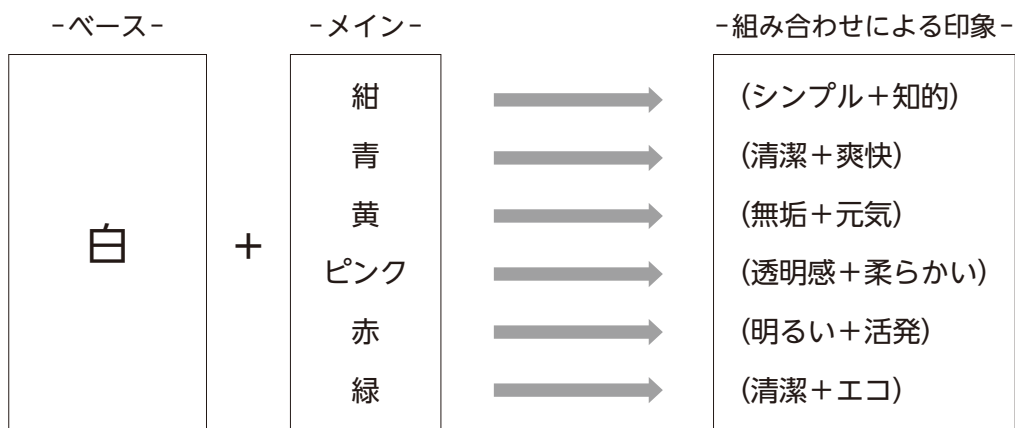 -ベース-
-メイン-
-組み合わせによる印象-
白
+
紺
(シンプル+知的)
青
(清潔+爽快)
黄
(無垢+元気)
ピンク
(透明感+柔らかい)
赤
(明るい+活発)
緑
(清潔+エコ)